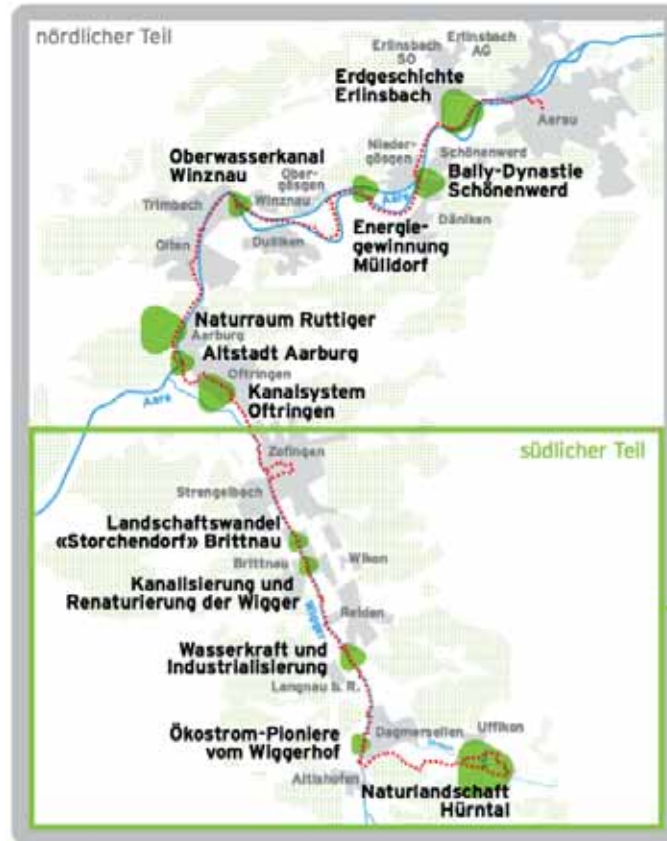 nördlicher Teil
Erlinsbach
SO
Erlinsbach
AG
Erdgeschichte
Erlinsbach
Aarau
Nieder-
gösgen
Schönenwerd
Oberwasserkanal
Winznau
Ober-
gösgen
Bally-Dynastie
Schönenwerd
Trimbach
Winznau
Aare
Däniken
Olten
Dulliken
Energie-
gewinnung
Mülldorf
Naturraum Ruttiger
Aarburg
Altstadt Aarburg
Oftringen
Aare
Kanalsystem
Oftringen
südlicher Teil
Zofingen
Strengelbach
Landschaftswandel
«Storchendorf» Brittnau
Brittnau
Wikon
Kanalisierung und
Renaturierung der Wigger
Wigger
Reiden
Wasserkraft und
Industrialisierung
Langnau b. R.
Ökostrom-Pioniere
vom Wiggerhof
Dagmersellen
Uffikon
Altishofen
Naturlandschaft
Hürntal